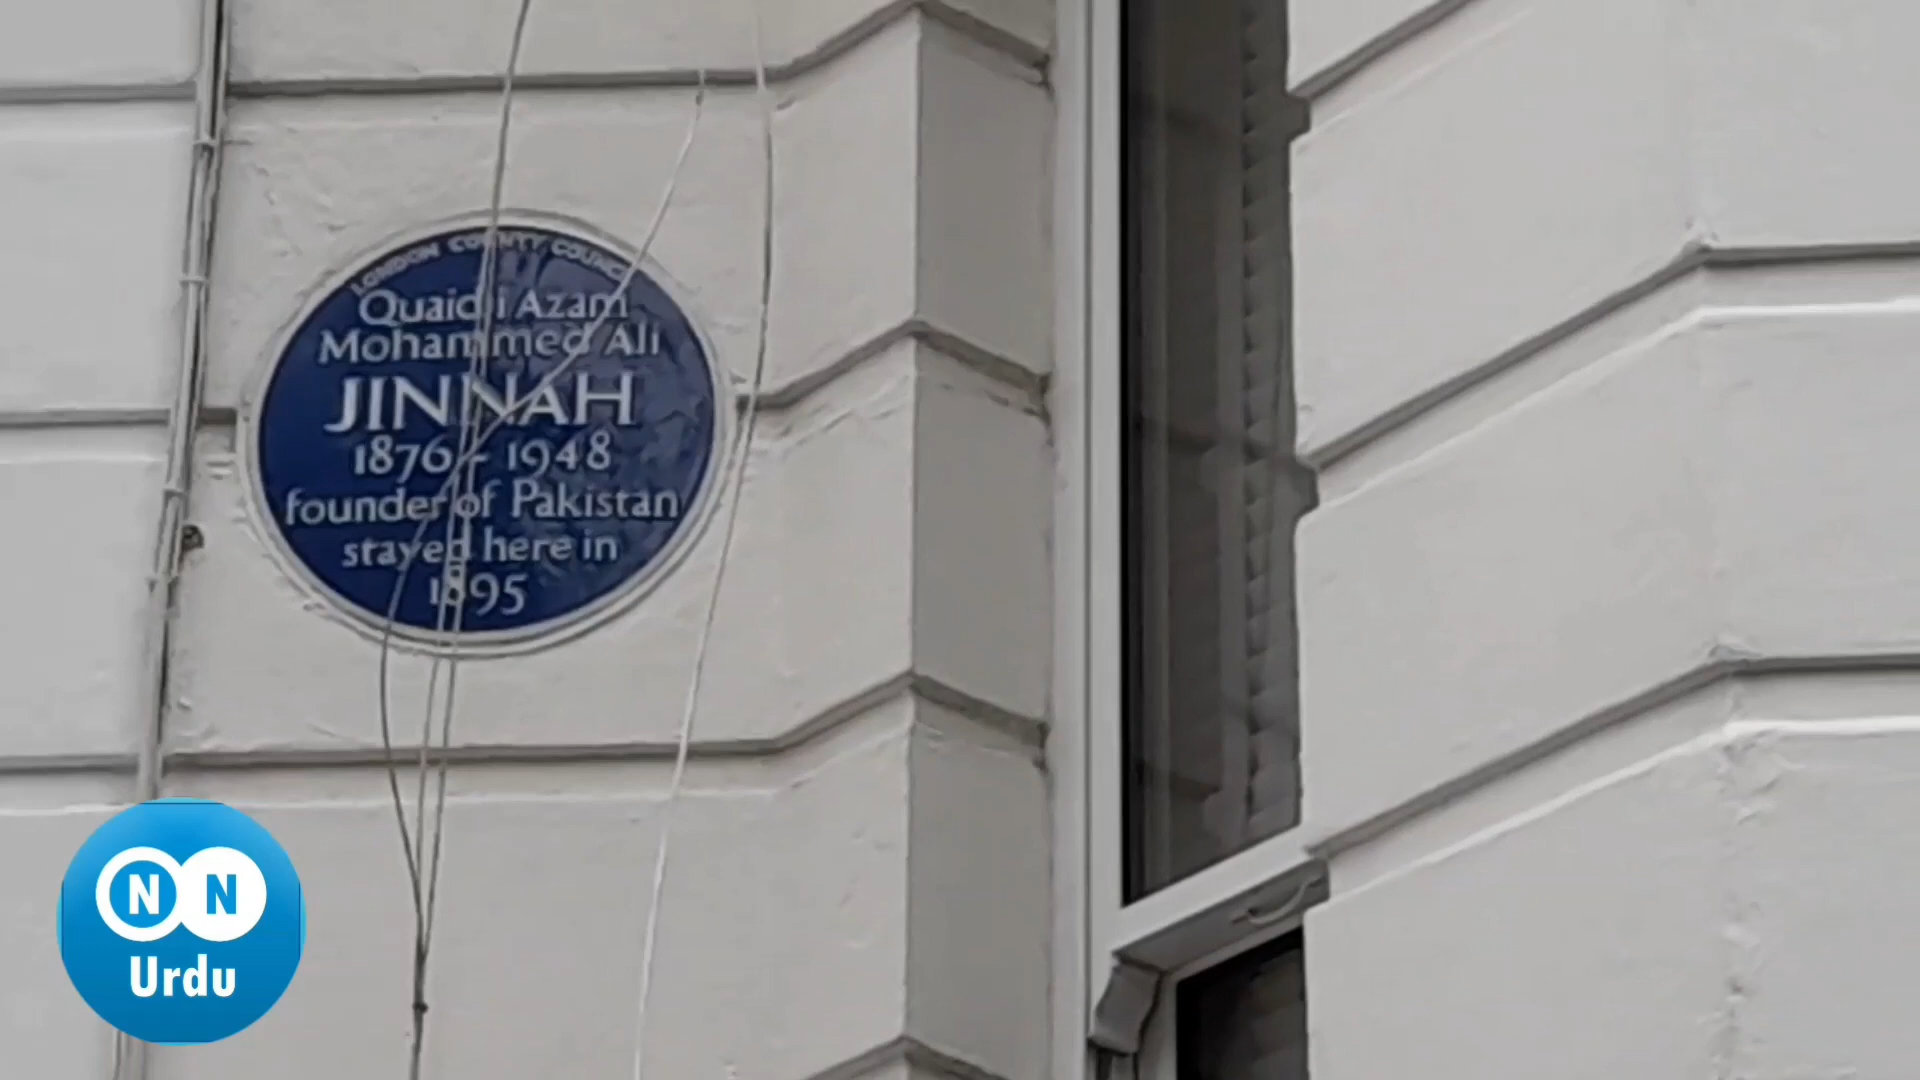 LONDON COUNTY COUNCIL
Quaid i Azam
Mohammed Ali
JINNAH
1876 - 1948
founder of Pakistan
stayed here in
1895
N N
Urdu